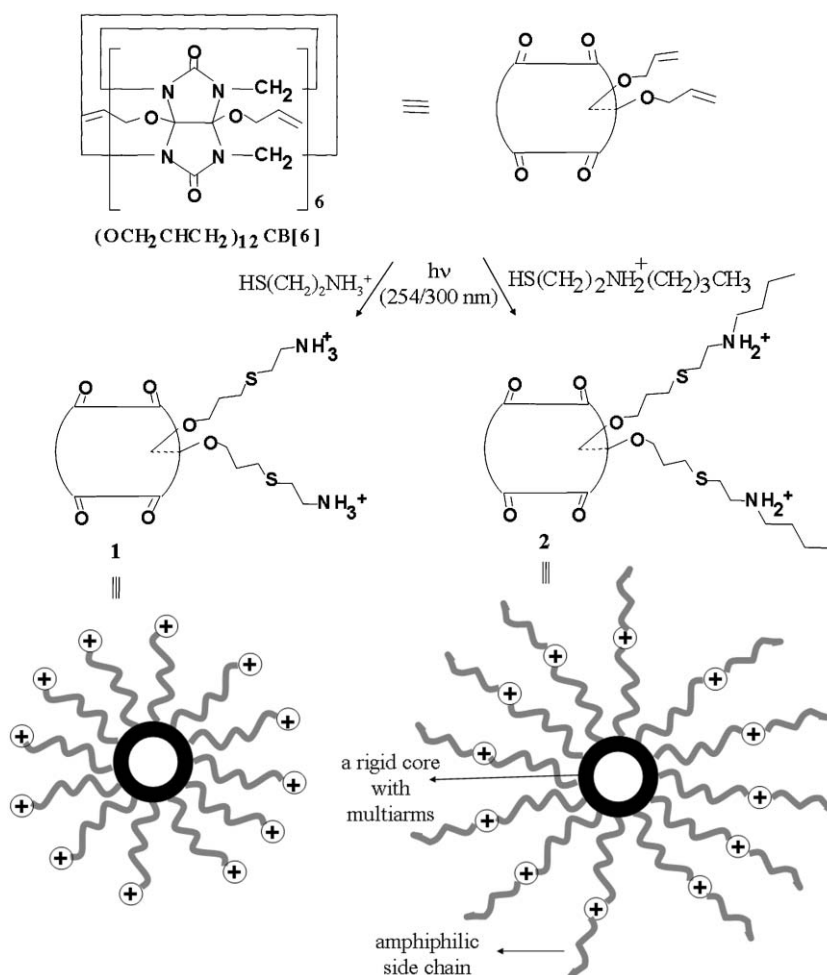 O
N
N
CH2
O
O
N
N
CH2
O
6
(OCH2CHCH2)12 CB[6]
≡
O O
O
O
O O
HS(CH2)2NH3+
hν
(254/300 nm)
HS(CH2)2NH2+(CH2)3CH3
NH3+
S
O O
O
O
S
NH3+
O O
1
NH2+
S
O O
O
O
S
NH2+
O O
2
+ + + + + + + + + + + +
+ + + + + + + + + + + +
a rigid core
with
multiarms
amphiphilic
side chain